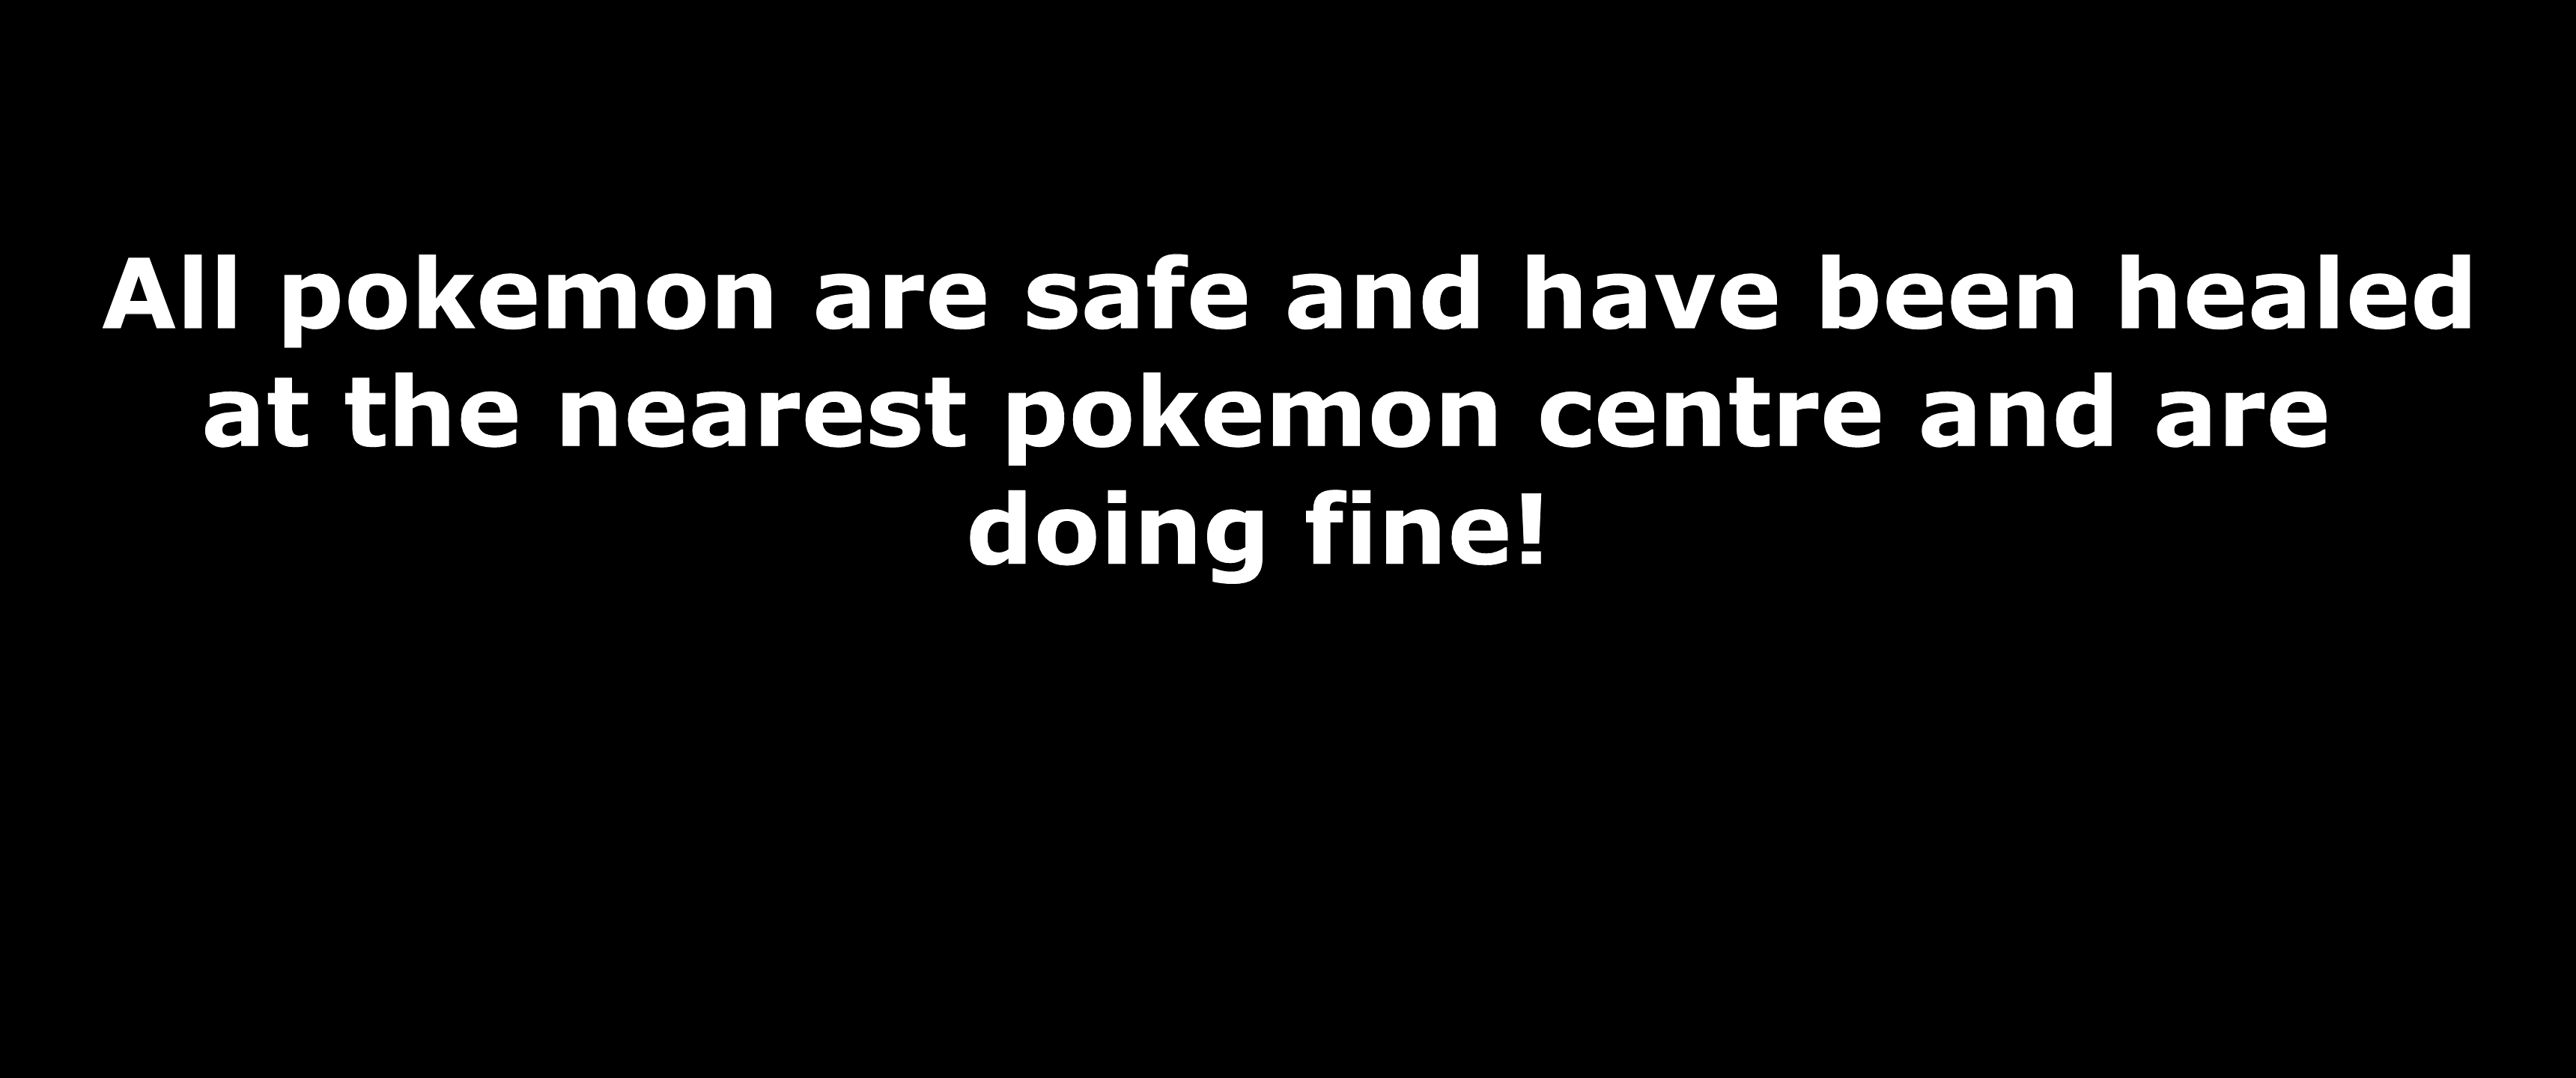 All pokemon are safe and have been healed
at the nearest pokemon centre and are
doing fine!